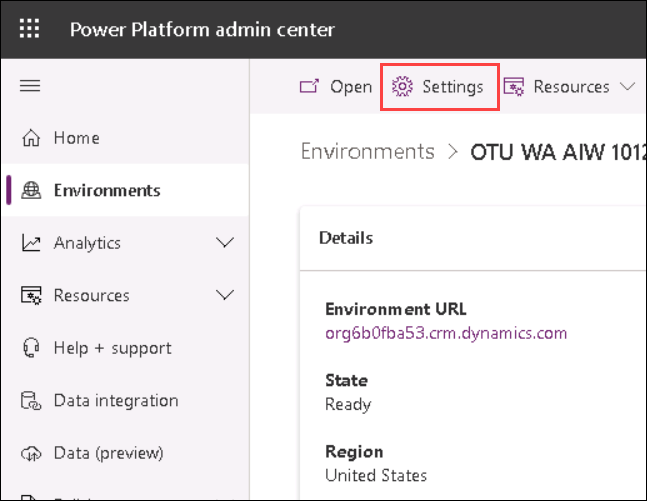 Power Platform admin center
Open Settings Resources
Environments > OTU WA AIW 1012
Home
Environments
Analytics
Resources
Help + support
Data integration
Data (preview)
Details
Environment URL
org6b0fba53.crm.dynamics.com
State
Ready
Region
United States